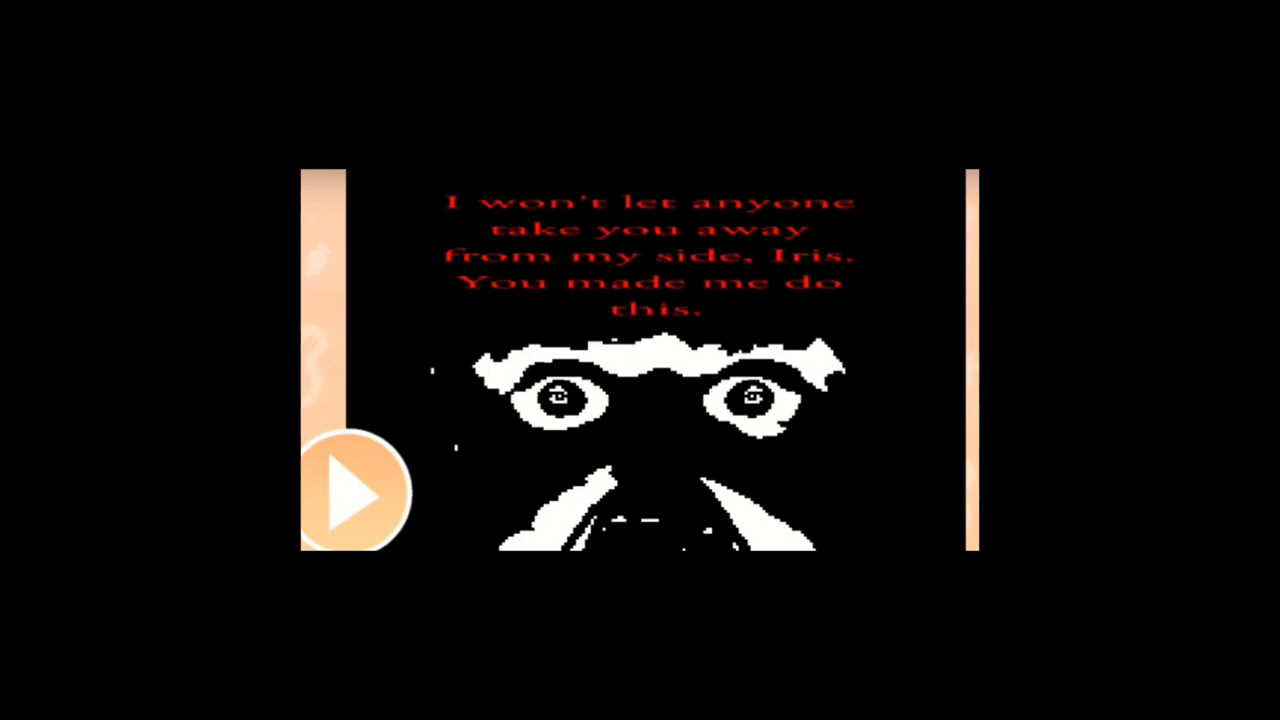 I won't let anyone
take you away
from my side, Iris.
You made me do
this.